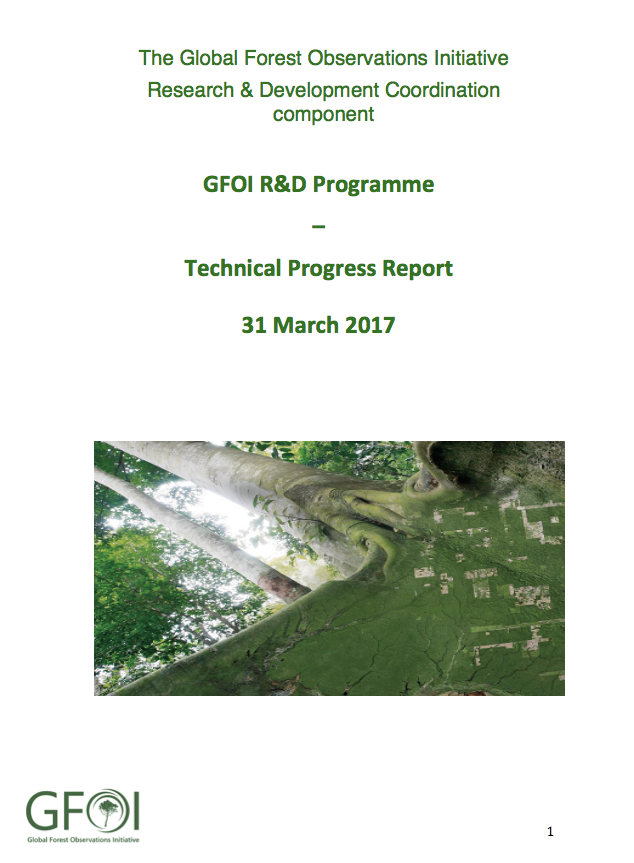 The Global Forest Observations Initiative
Research & Development Coordination
component
GFOI R&D Programme
–
Technical Progress Report
31 March 2017
GFOI
Global Forest Observations Initiative
1